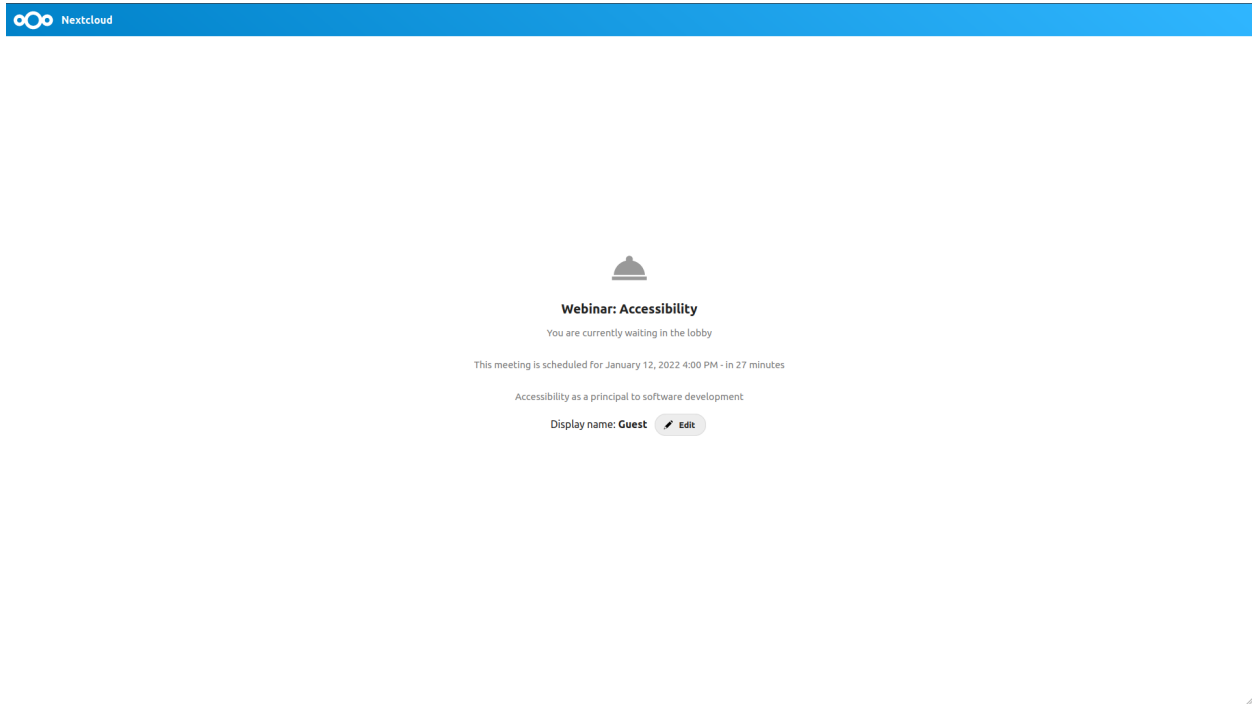 Nextcloud
Webinar: Accessibility
You are currently waiting in the lobby
This meeting is scheduled for January 12, 2022 4:00 PM - in 27 minutes
Accessibility as a principal to software development
Display name: Guest Edit